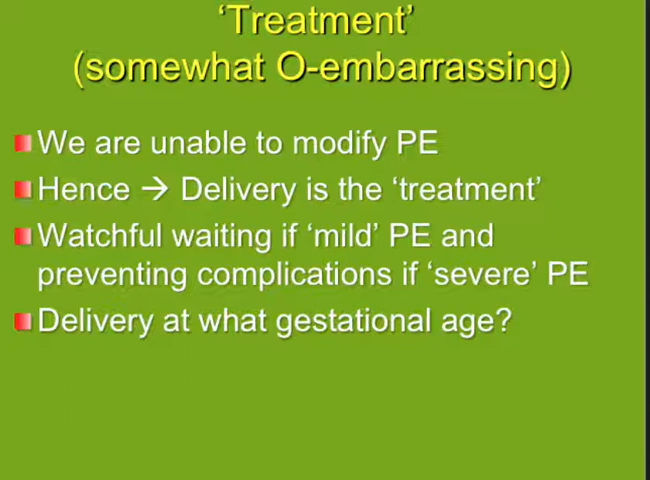 ‘Treatment’
(somewhat O-embarrassing)
We are unable to modify PE
Hence → Delivery is the ‘treatment’
Watchful waiting if ‘mild’ PE and
preventing complications if ‘severe’ PE
Delivery at what gestational age?